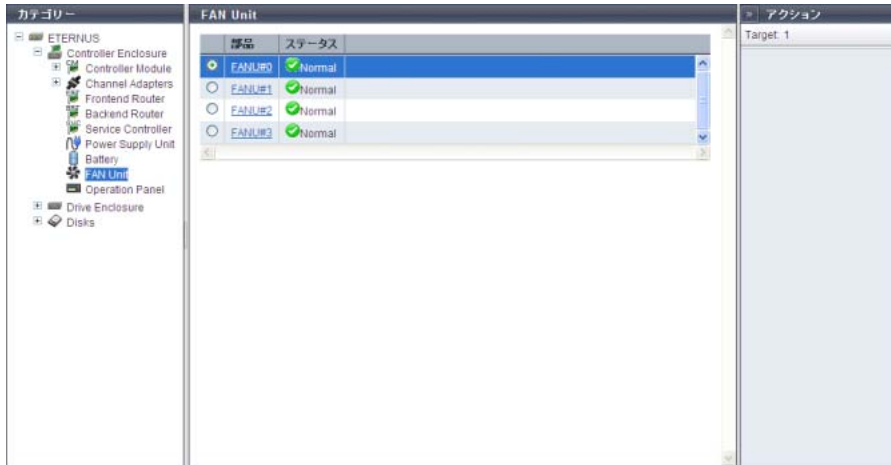 カテゴリー
ETERNUS
Controller Enclosure
Controller Module
Channel Adapters
Frontend Router
Backend Router
Service Controller
Power Supply Unit
Battery
FAN Unit
Operation Panel
Drive Enclosure
Disks
FAN Unit
部品 ステータス
FANU#0 Normal
FANU#1 Normal
FANU#2 Normal
FANU#3 Normal
» アクション
Target: 1